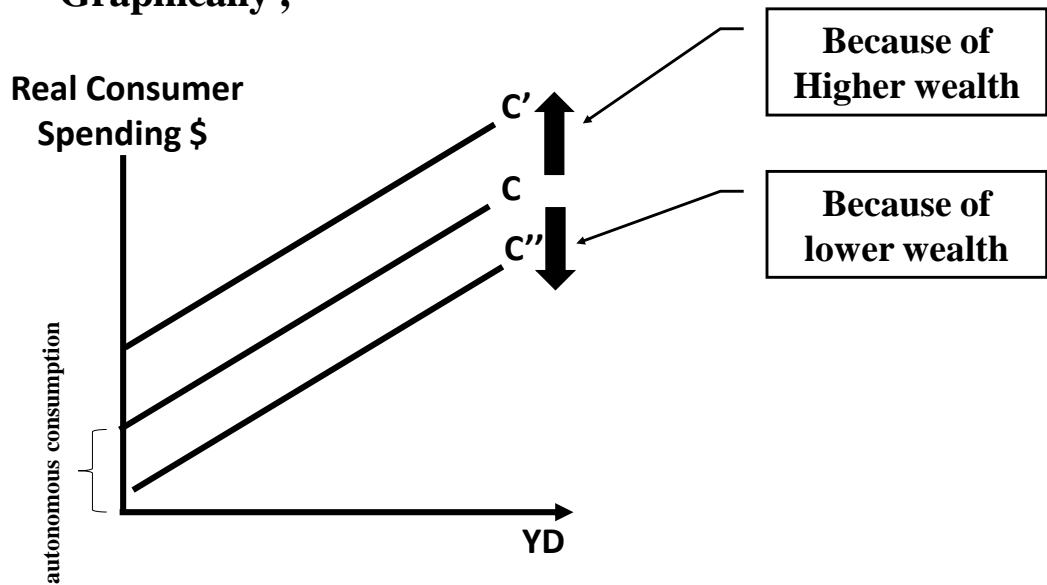 Graphically ,
Because of
Higher wealth
Real Consumer
Spending $
C’
C
C’’
Because of
lower wealth
autonomous consumption
YD